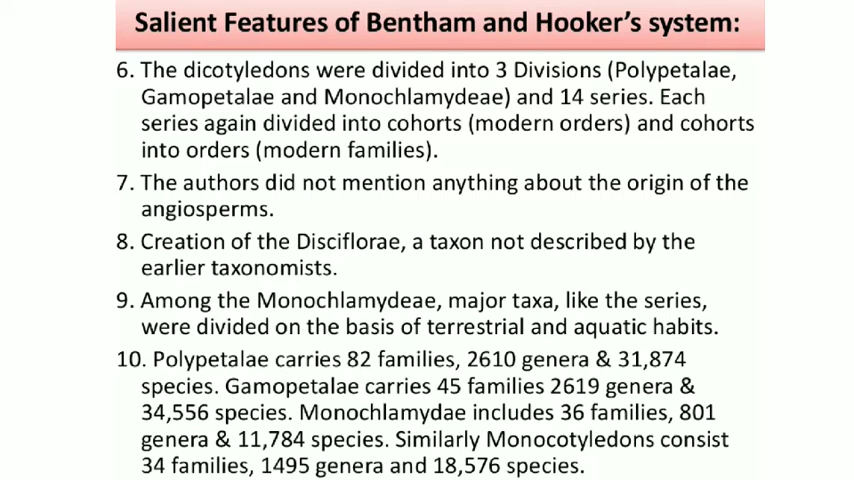 Salient Features of Bentham and Hooker's system:
6. The dicotyledons were divided into 3 Divisions (Polypetalae,
Gamopetalae and Monochlamydeae) and 14 series. Each
series again divided into cohorts (modern orders) and cohorts
into orders (modern families).
7. The authors did not mention anything about the origin of the
angiosperms.
8. Creation of the Disciflorae, a taxon not described by the
earlier taxonomists.
9. Among the Monochlamydeae, major taxa, like the series,
were divided on the basis of terrestrial and aquatic habits.
10. Polypetalae carries 82 families, 2610 genera & 31,874
species. Gamopetalae carries 45 families 2619 genera &
34,556 species. Monochlamydae includes 36 families, 801
genera & 11,784 species. Similarly Monocotyledons consist
34 families, 1495 genera and 18,576 species.